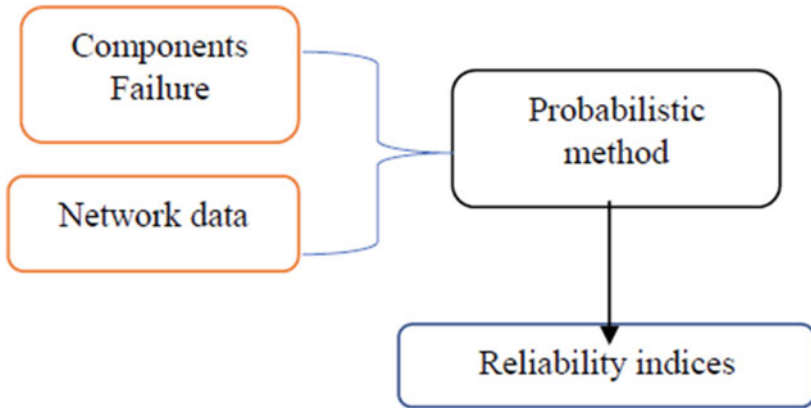 Components
Failure
Network data
Probabilistic
method
Reliability indices